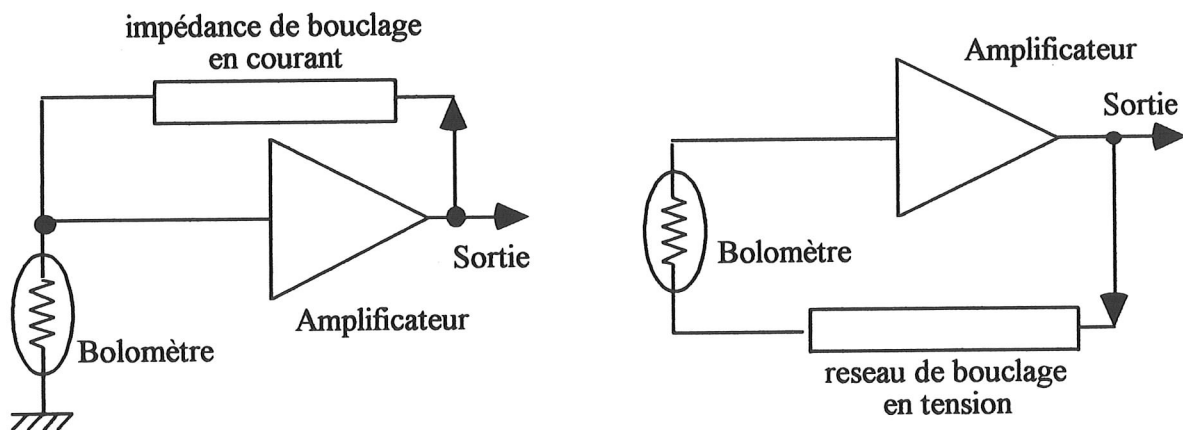 impédance de bouclage
en courant
Sortie
Amplificateur
Bolomètre
Amplificateur
Sortie
Bolomètre
reseau de bouclage
en tension